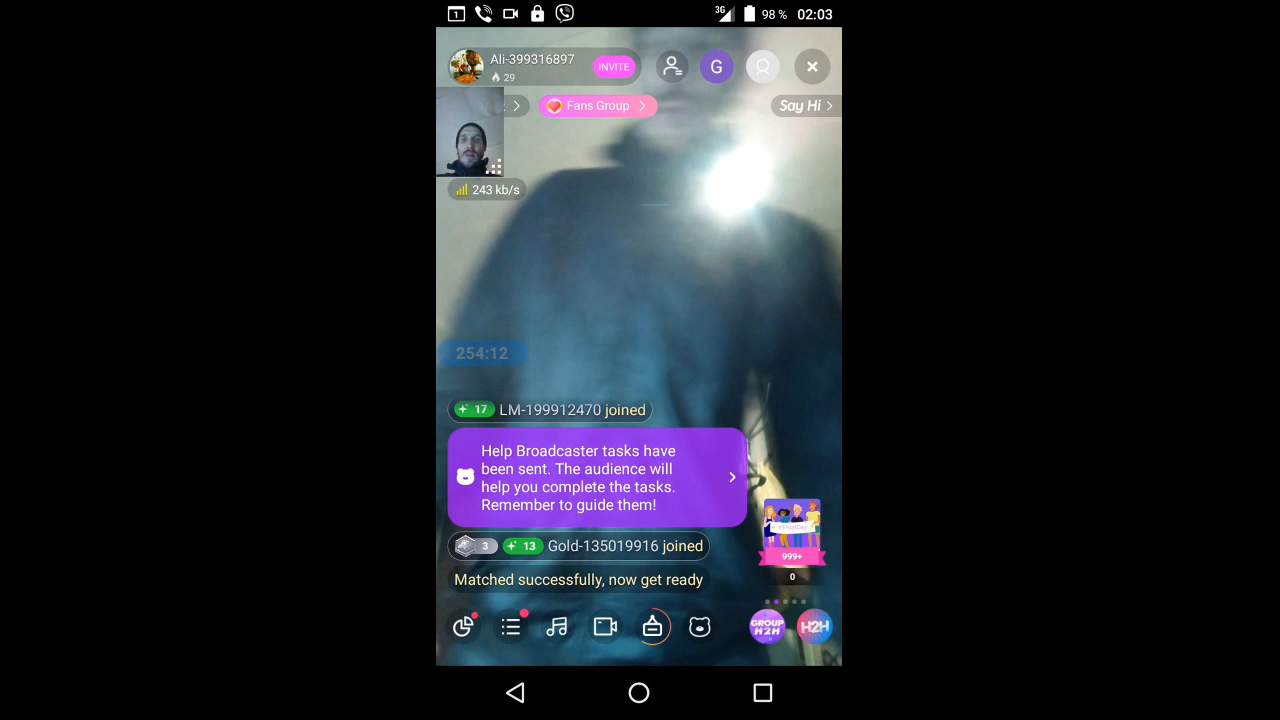 1
3G
98 %
02:03
Ali-399316897
29
INVITE
G
Fans Group
Say Hi
243 kb/s
254:12
17 LM-199912470 joined
Help Broadcaster tasks have
been sent. The audience will
help you complete the tasks.
Remember to guide them!
3 13 Gold-135019916 joined
999+
0
Matched successfully, now get ready
GROUP
H2H
H2H